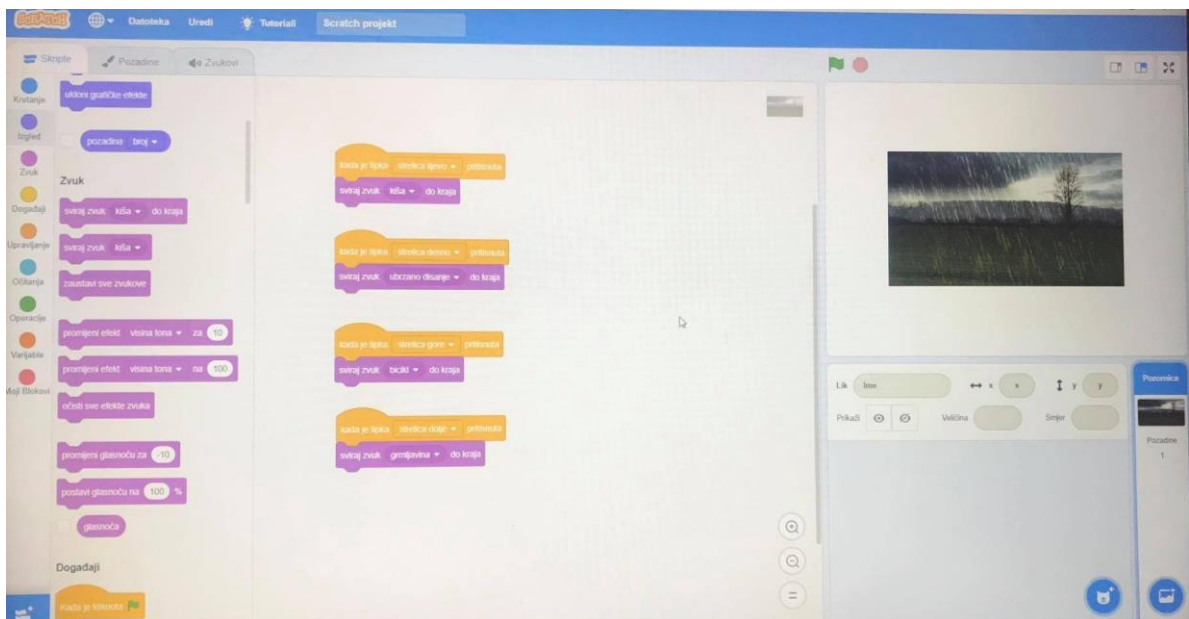 SCRATCH
Datoteka
Uredi
Tutoriali
Scratch projekt
Skripte
Pozadine
Zvukovi
Kretanje
Izgled
Zvuk
Događaji
Upravljanje
Očitanja
Operacije
Varijable
Moji Blokovi
ukloni grafičke efekte
pozadina broj
Zvuk
sviraj zvuk kiša do kraja
sviraj zvuk kiša
zaustavi sve zvukove
promijeni efekt visina tona za 10
promijeni efekt visina tona na 100
očisti sve efekte zvuka
promijeni glasnoću za -10
postavi glasnoću na 100 %
glasnoća
Događaji
Kada je kliknuta
kada je tipka strelica lijevo pritisnuta
sviraj zvuk kiša do kraja
kada je tipka strelica desno pritisnuta
sviraj zvuk ubrzano disanje do kraja
kada je tipka strelica gore pritisnuta
sviraj zvuk bicikl do kraja
kada je tipka strelica dolje pritisnuta
sviraj zvuk grmljavina do kraja
Lik Ime x x y y
Prikaži Veličina Smjer
Pozornica
Pozadine
1